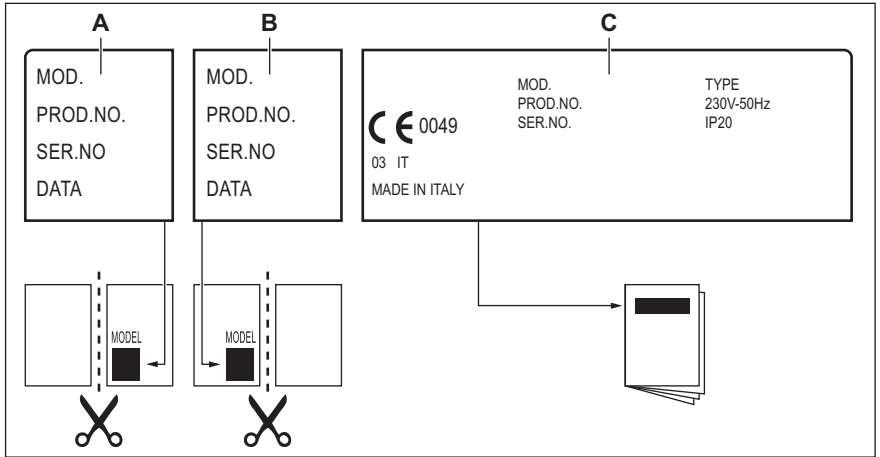 A
B
C
MOD.
PROD.NO.
SER.NO
DATA
MOD.
PROD.NO.
SER.NO
DATA
MOD.
PROD.NO.
SER.NO.
TYPE
230V-50Hz
IP20
CE 0049
03 IT
MADE IN ITALY
MODEL
MODEL